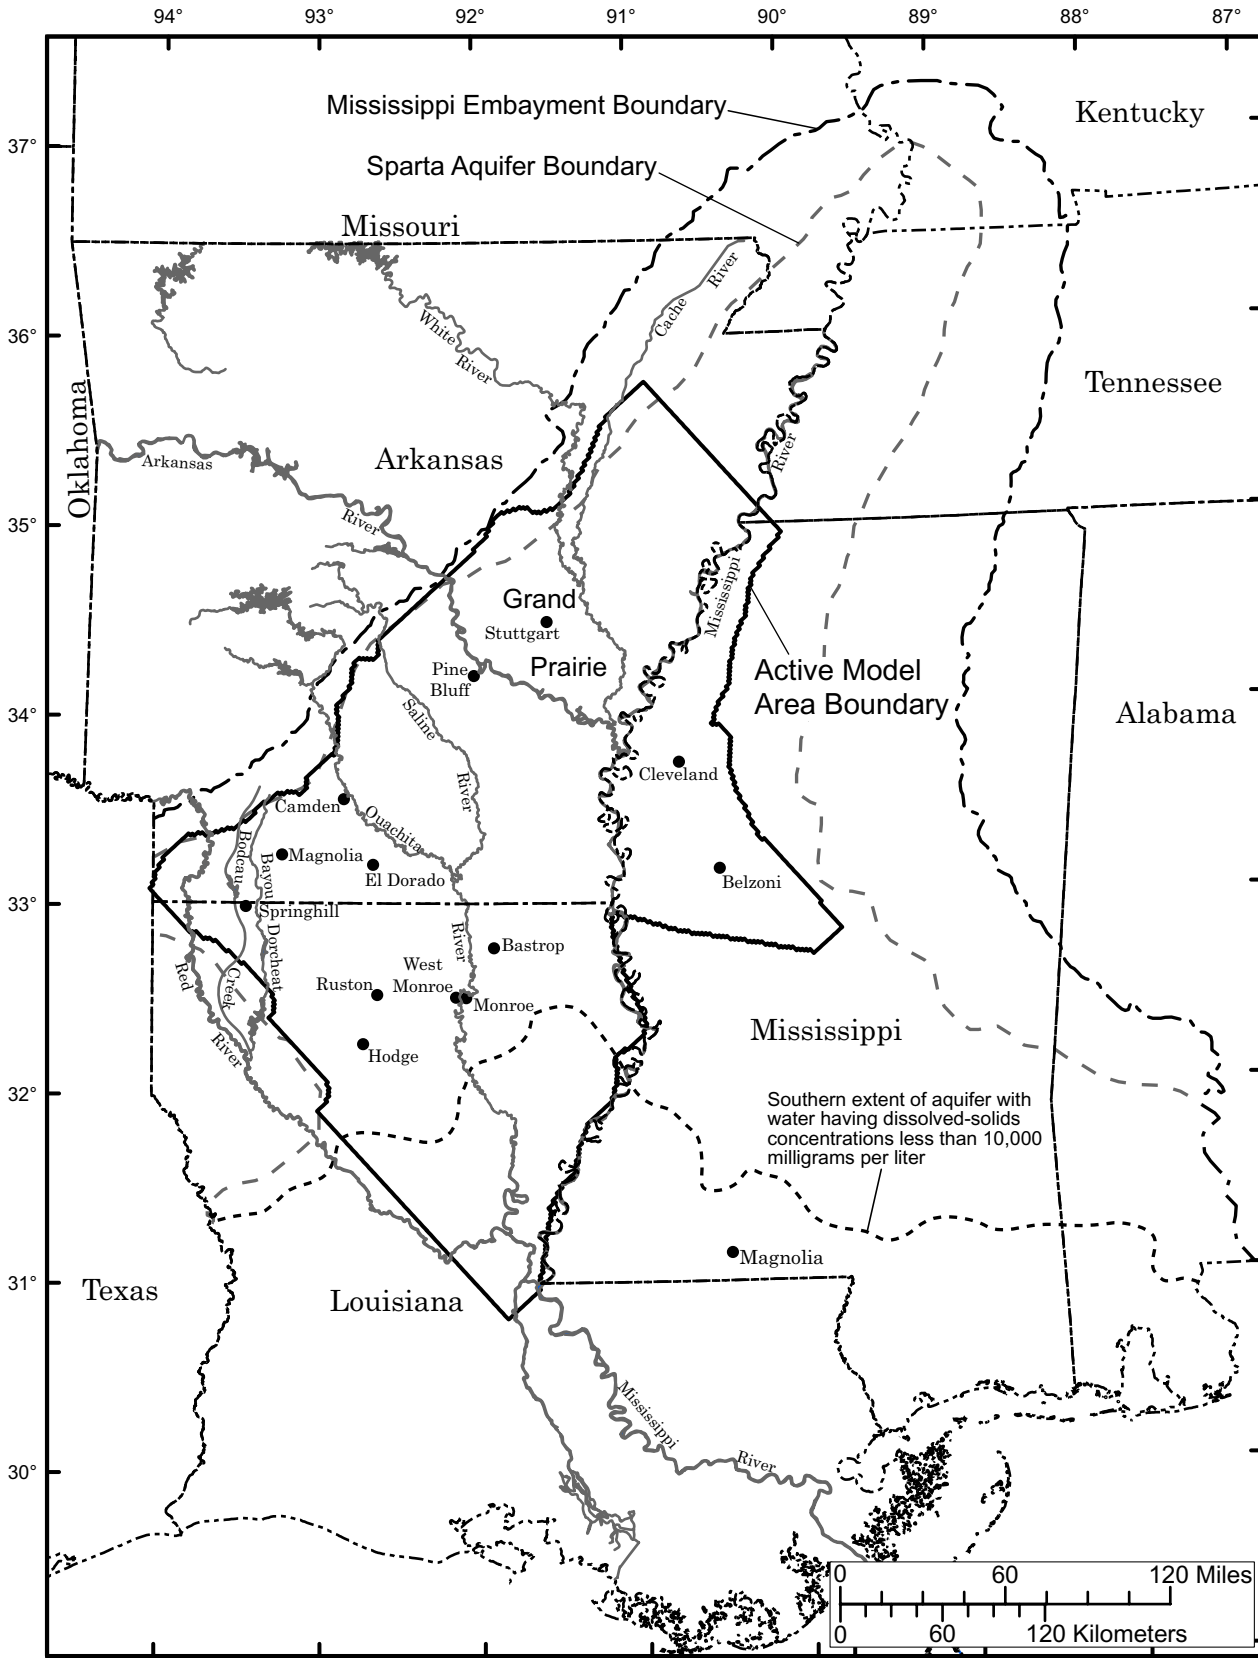 94° 93° 92° 91° 90° 89° 88° 87°
Mississippi Embayment Boundary
Kentucky
37°
Sparta Aquifer Boundary
Missouri
River
Cache
White
River
36°
Tennessee
Oklahoma
Arkansas
Arkansas
River
River
35°
Mississippi
Grand
Stuttgart
Prairie
Pine
Bluff
Active Model
Area Boundary
34°
Saline
River
Alabama
Cleveland
Camden
Ouachita
Bodcau
Bayou
Magnolia
El Dorado
Belzoni
33°
Springhill
Dorcheat
River
Bastrop
West
Monroe
Monroe
Red
Creek
Ruston
River
Hodge
Mississippi
32°
Southern extent of aquifer with
water having dissolved-solids
concentrations less than 10,000
milligrams per liter
Magnolia
31°
Texas
Louisiana
Mississippi
River
30°
0 60 120 Miles
0 60 120 Kilometers